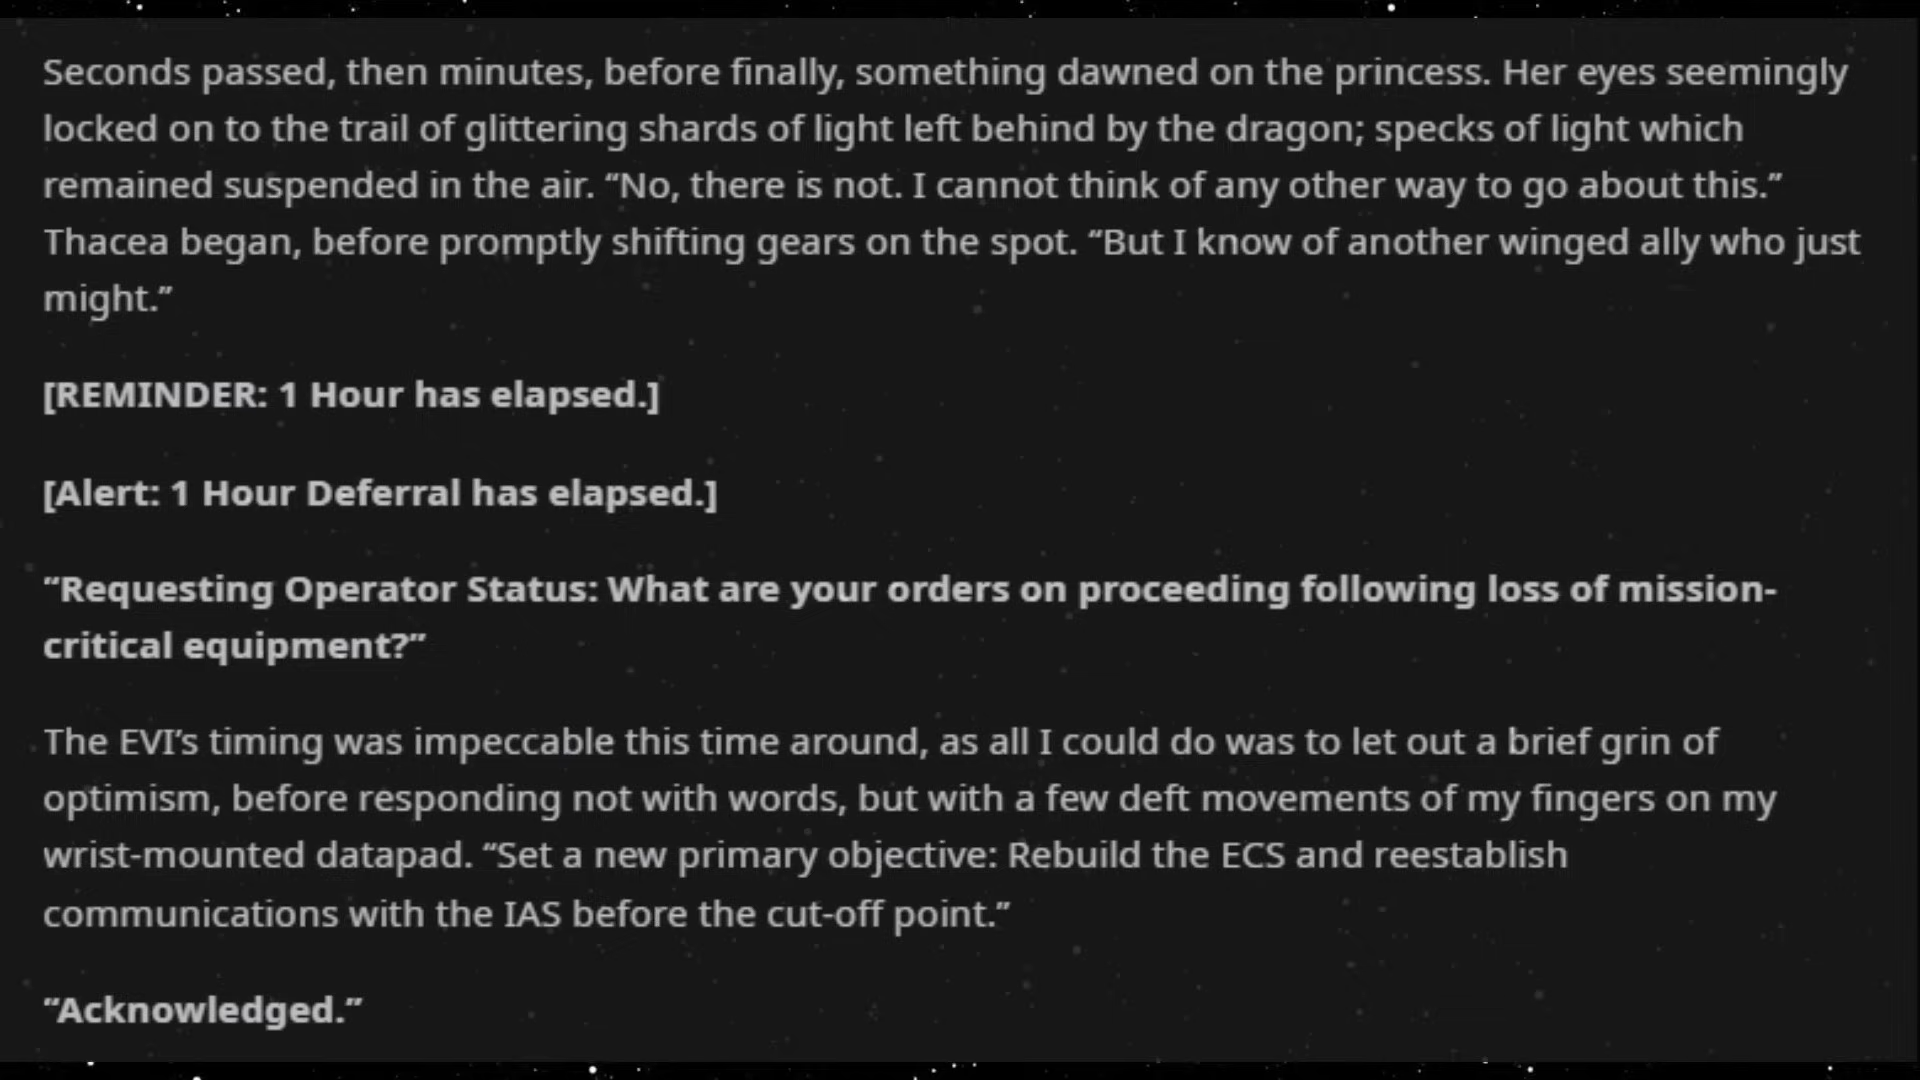 Seconds passed, then minutes, before finally, something dawned on the princess. Her eyes seemingly
locked on to the trail of glittering shards of light left behind by the dragon; specks of light which
remained suspended in the air. “No, there is not. I cannot think of any other way to go about this.”
Thacea began, before promptly shifting gears on the spot. “But I know of another winged ally who just
might.”
[REMINDER: 1 Hour has elapsed.]
[Alert: 1 Hour Deferral has elapsed.]
“Requesting Operator Status: What are your orders on proceeding following loss of mission-
critical equipment?”
The EVI’s timing was impeccable this time around, as all I could do was to let out a brief grin of
optimism, before responding not with words, but with a few deft movements of my fingers on my
wrist-mounted datapad. “Set a new primary objective: Rebuild the ECS and reestablish
communications with the IAS before the cut-off point.”
“Acknowledged.”